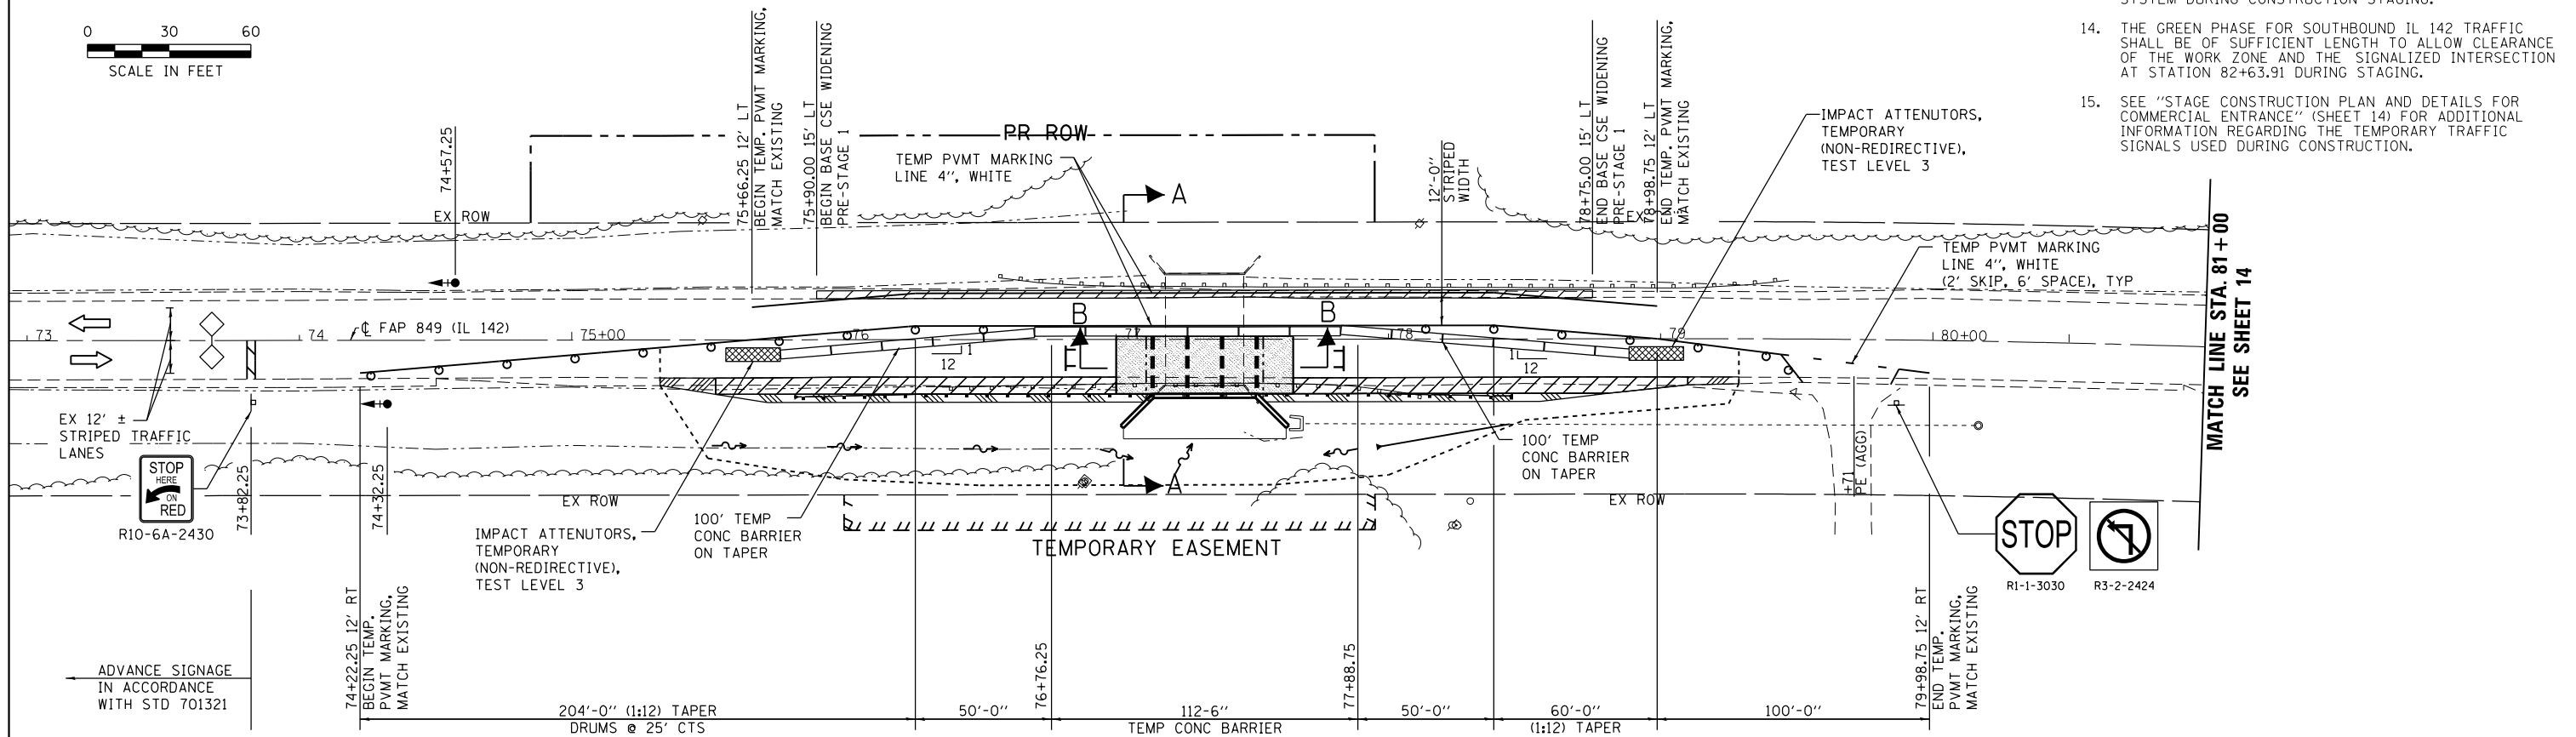 0 30 60
SCALE IN FEET
SYSTEM DURING CONSTRUCTION STAGING.
14. THE GREEN PHASE FOR SOUTHBOUND IL 142 TRAFFIC
SHALL BE OF SUFFICIENT LENGTH TO ALLOW CLEARANCE
OF THE WORK ZONE AND THE SIGNALIZED INTERSECTION
AT STATION 82+63.91 DURING STAGING.
15. SEE "STAGE CONSTRUCTION PLAN AND DETAILS FOR
COMMERCIAL ENTRANCE" (SHEET 14) FOR ADDITIONAL
INFORMATION REGARDING THE TEMPORARY TRAFFIC
SIGNALS USED DURING CONSTRUCTION.
74+57.25
75+66.25 12' LT
BEGIN TEMP. PVMT MARKING,
MATCH EXISTING
75+90.00 15' LT
BEGIN BASE CSE WIDENING
PRE-STAGE 1
PR ROW
TEMP PVMT MARKING
LINE 4", WHITE
A
12'-0"
STRIPED
WIDTH
78+75.00 15' LT
END BASE CSE WIDENING
PRE-STAGE 1
78+98.75 12' LT
END TEMP. PVMT MARKING,
MATCH EXISTING
IMPACT ATTENUTORS,
TEMPORARY
(NON-REDIRECTIVE),
TEST LEVEL 3
EX ROW
EX
TEMP PVMT MARKING
LINE 4", WHITE
(2' SKIP, 6' SPACE), TYP
MATCH LINE STA. 81+00
SEE SHEET 14
73
74
℄ FAP 849 (IL 142)
75+00
76
B
77
B
78
79
80+00
1
12
1
12
EX 12' ±
STRIPED TRAFFIC
LANES
STOP
HERE
ON
RED
R10-6A-2430
73+82.25
74+32.25
EX ROW
IMPACT ATTENUTORS,
TEMPORARY
(NON-REDIRECTIVE),
TEST LEVEL 3
100' TEMP
CONC BARRIER
ON TAPER
A
TEMPORARY EASEMENT
100' TEMP
CONC BARRIER
ON TAPER
EX ROW
+71
PE (AGG)
STOP
R1-1-3030
R3-2-2424
ADVANCE SIGNAGE
IN ACCORDANCE
WITH STD 701321
74+22.25 12' RT
BEGIN TEMP.
PVMT MARKING,
MATCH EXISTING
76+76.25
77+88.75
79+98.75 12' RT
END TEMP.
PVMT MARKING,
MATCH EXISTING
204'-0" (1:12) TAPER
DRUMS @ 25' CTS
50'-0"
112-6"
TEMP CONC BARRIER
50'-0"
60'-0"
(1:12) TAPER
100'-0"